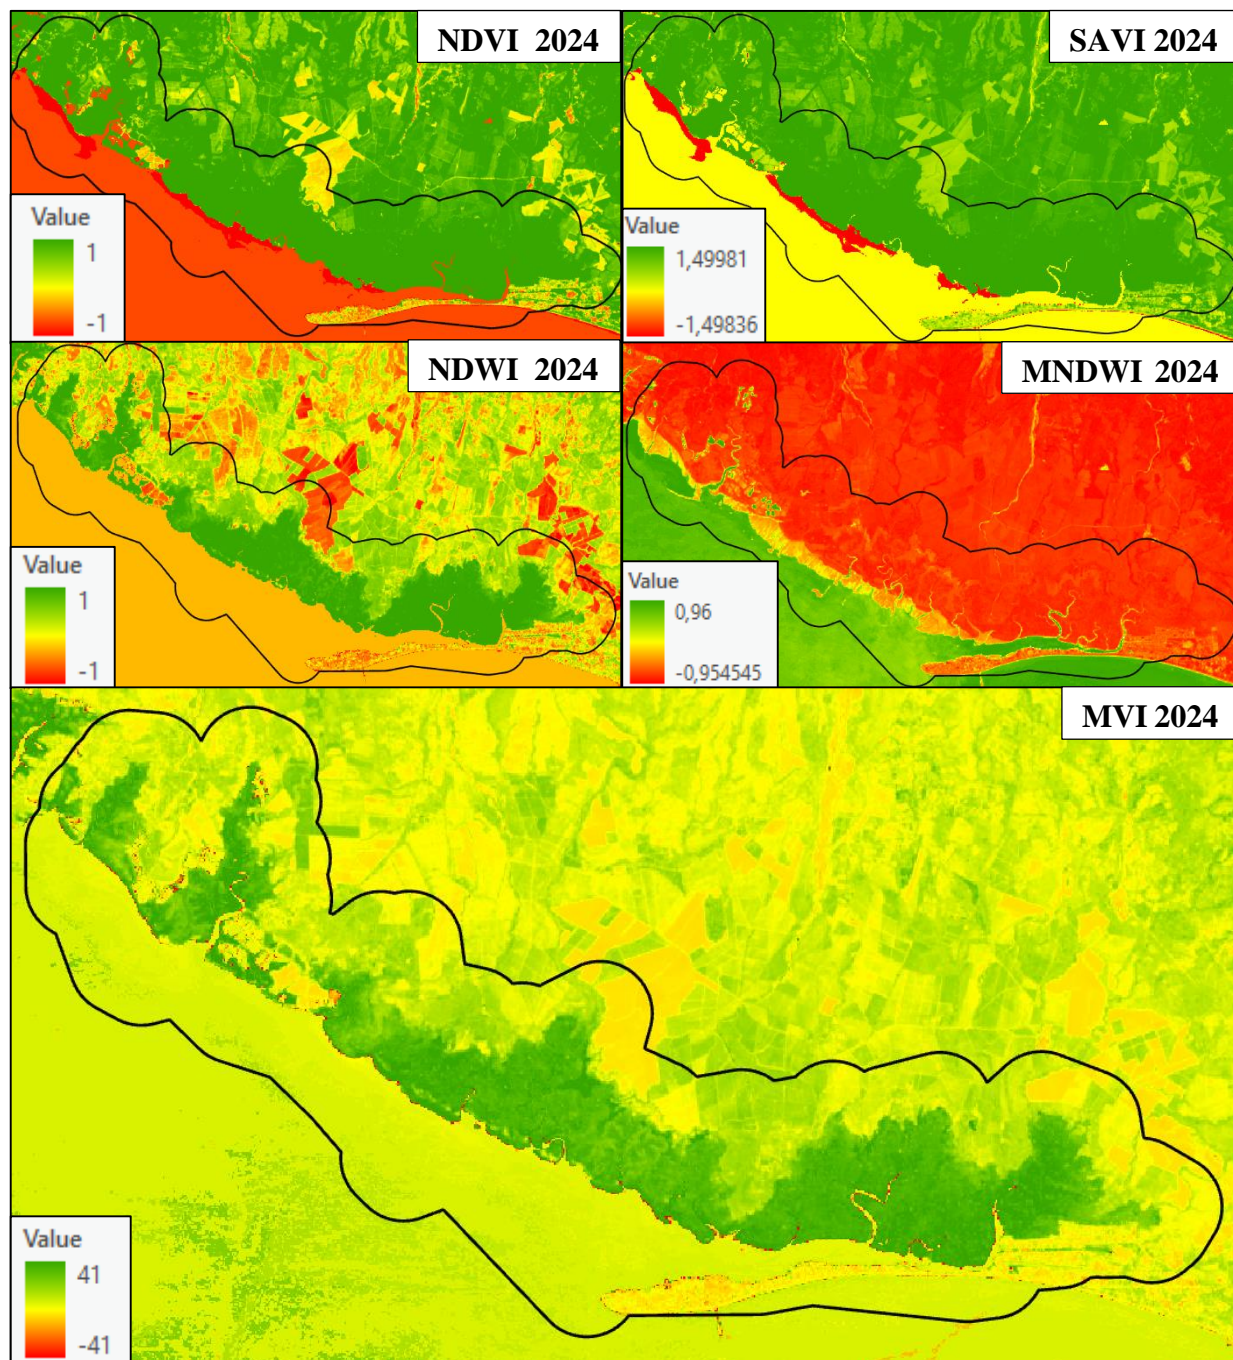 NDVI 2024
SAVI 2024
Value
1
-1
Value
1,49981
-1,49836
NDWI 2024
MNDWI 2024
Value
1
-1
Value
0,96
-0,954545
MVI 2024
Value
41
-41